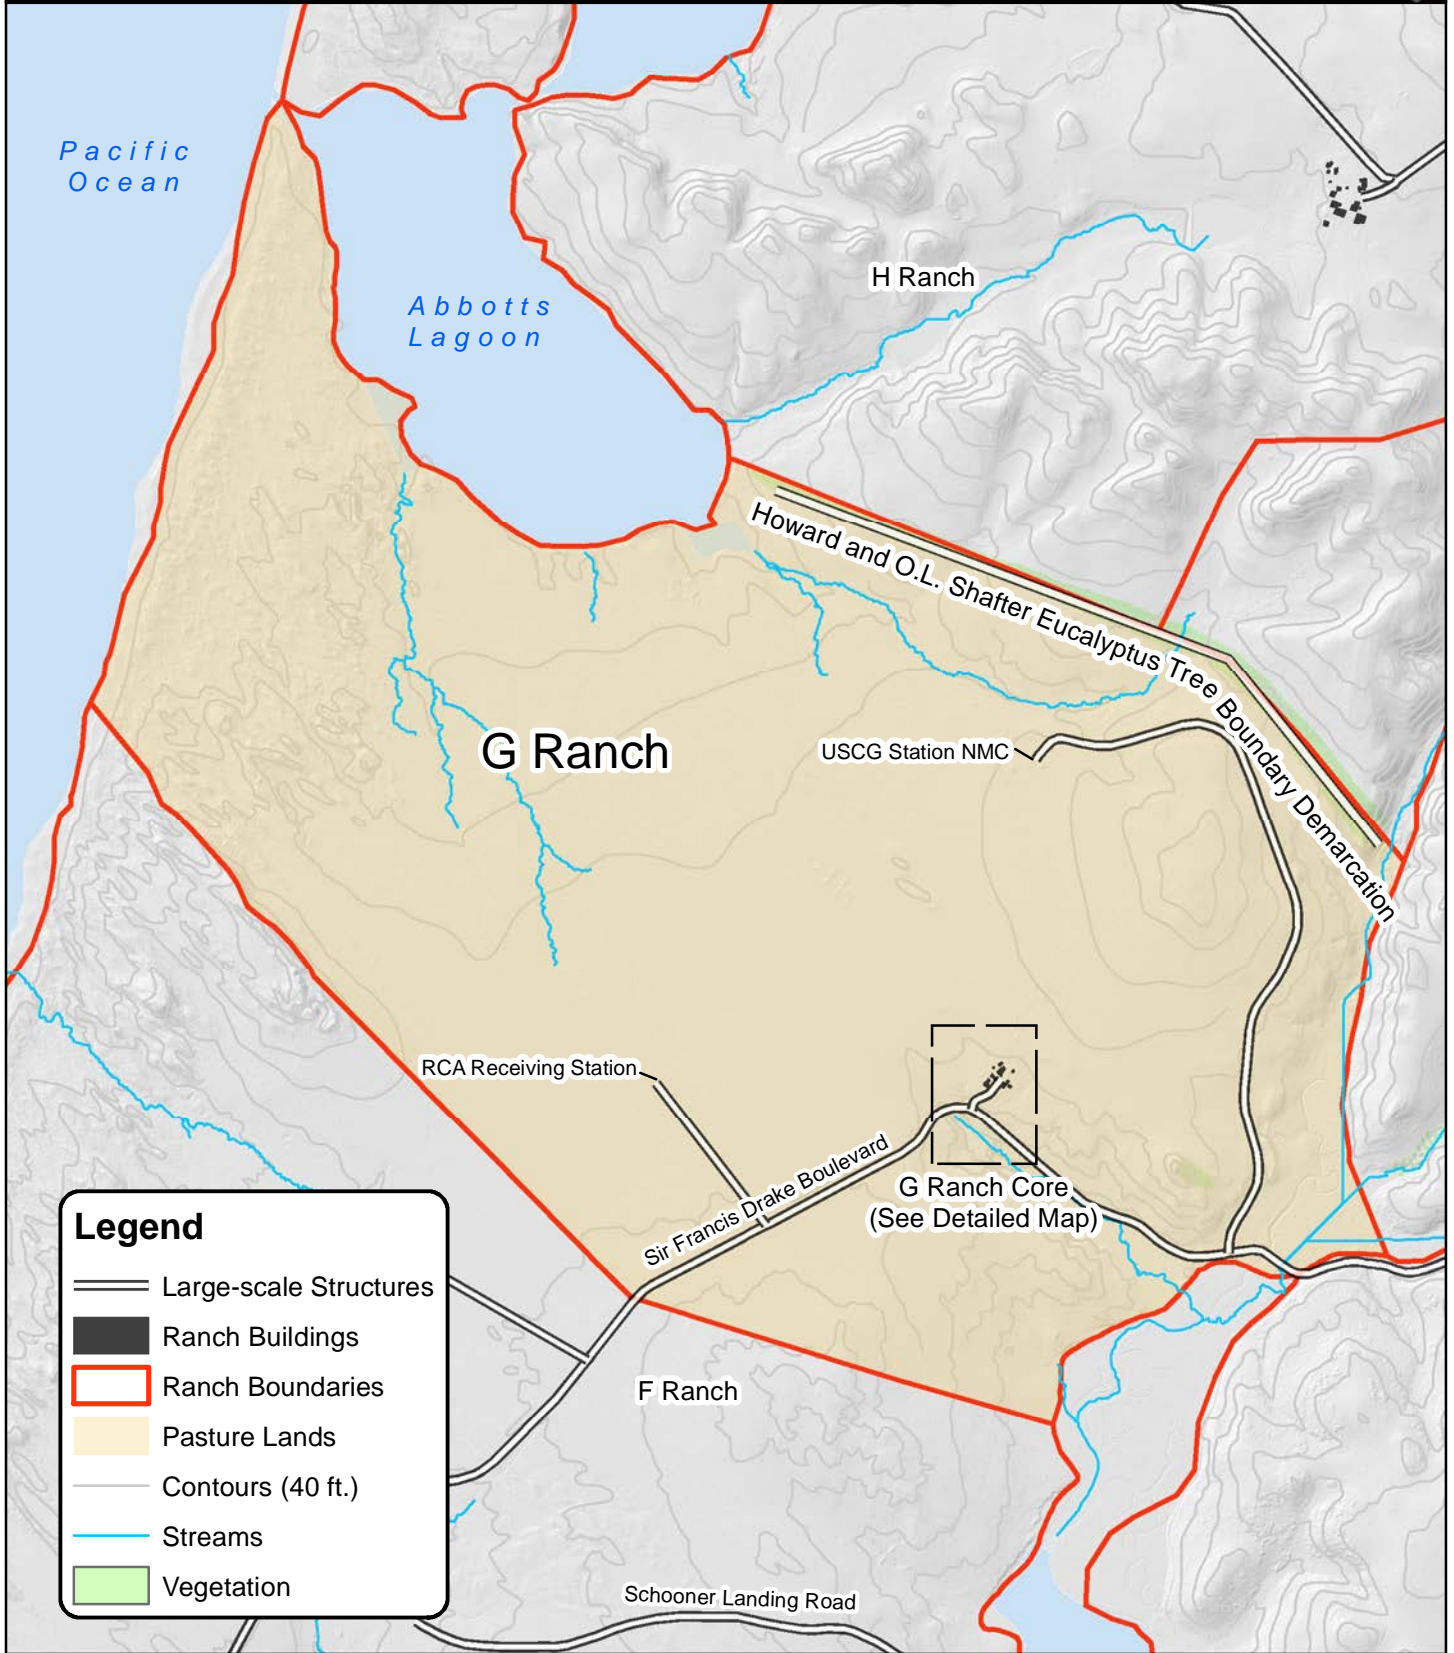 Pacific
Ocean
Abbotts
Lagoon
H Ranch
Howard and O.L. Shafter Eucalyptus Tree Boundary Demarcation
G Ranch
USCG Station NMC
RCA Receiving Station
Sir Francis Drake Boulevard
G Ranch Core
(See Detailed Map)
F Ranch
Schooner Landing Road
Legend
Large-scale Structures
Ranch Buildings
Ranch Boundaries
Pasture Lands
Contours (40 ft.)
Streams
Vegetation